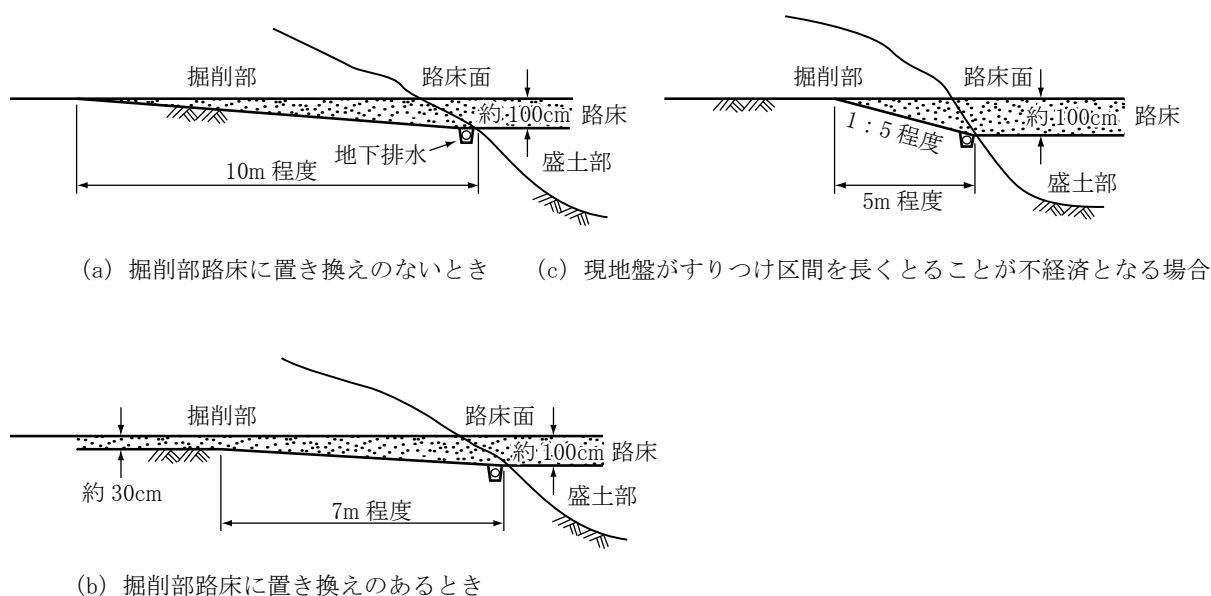 掘削部
路床面
約100cm
路床
地下排水
10m 程度
盛土部
(a) 掘削部路床に置き換えのないとき
掘削部
路床面
約100cm
路床
1：5 程度
5m 程度
盛土部
(c) 現地盤がすりつけ区間を長くとることが不経済となる場合
掘削部
路床面
約100cm
路床
約 30cm
7m 程度
盛土部
(b) 掘削部路床に置き換えのあるとき